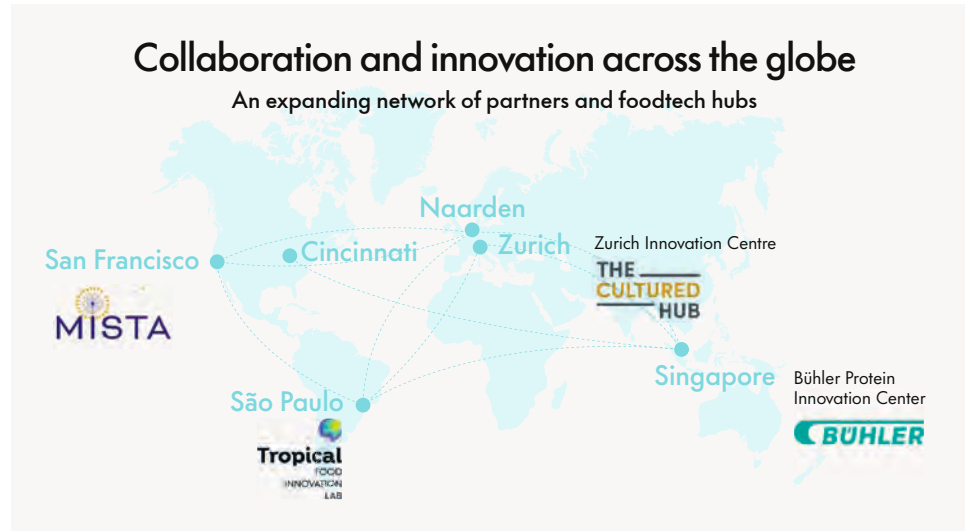 Collaboration and innovation across the globe
An expanding network of partners and foodtech hubs
Naarden
San Francisco
Cincinnati
Zurich
Zurich Innovation Centre
THE
CULTURED
HUB
MISTA
Singapore
Bühler Protein
Innovation Center
BÜHLER
São Paulo
Tropical
FOOD
INNOVATION
LAB